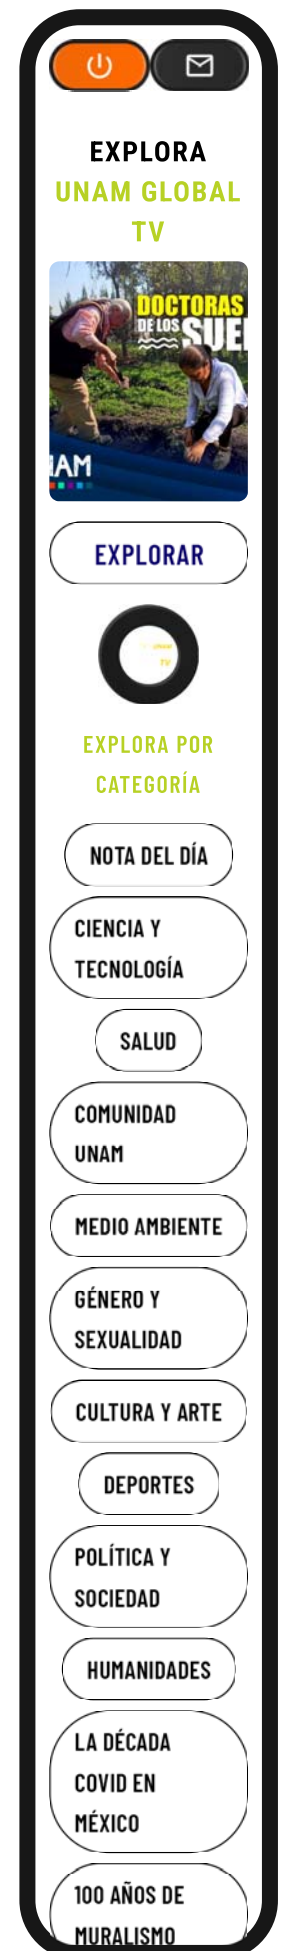 EXPLORA
UNAM GLOBAL
TV
DOCTORAS
DE LOS
EXPLORAR
TV
EXPLORA POR
CATEGORÍA
NOTA DEL DÍA
CIENCIA Y
TECNOLOGÍA
SALUD
COMUNIDAD
UNAM
MEDIO AMBIENTE
GÉNERO Y
SEXUALIDAD
CULTURA Y ARTE
DEPORTES
POLÍTICA Y
SOCIEDAD
HUMANIDADES
LA DÉCADA
COVID EN
MÉXICO
100 AÑOS DE
MURALISMO